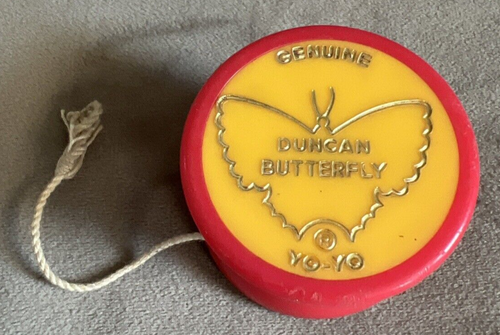 GENUINE
DUNCAN
BUTTERFLY
YO-YO